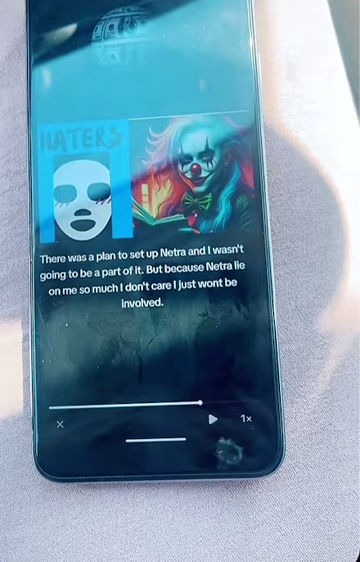 HATERS
There was a plan to set up Netra and I wasn't
going to be a part of it. But because Netra lie
on me so much I don't care I just wont be
involved.
1×